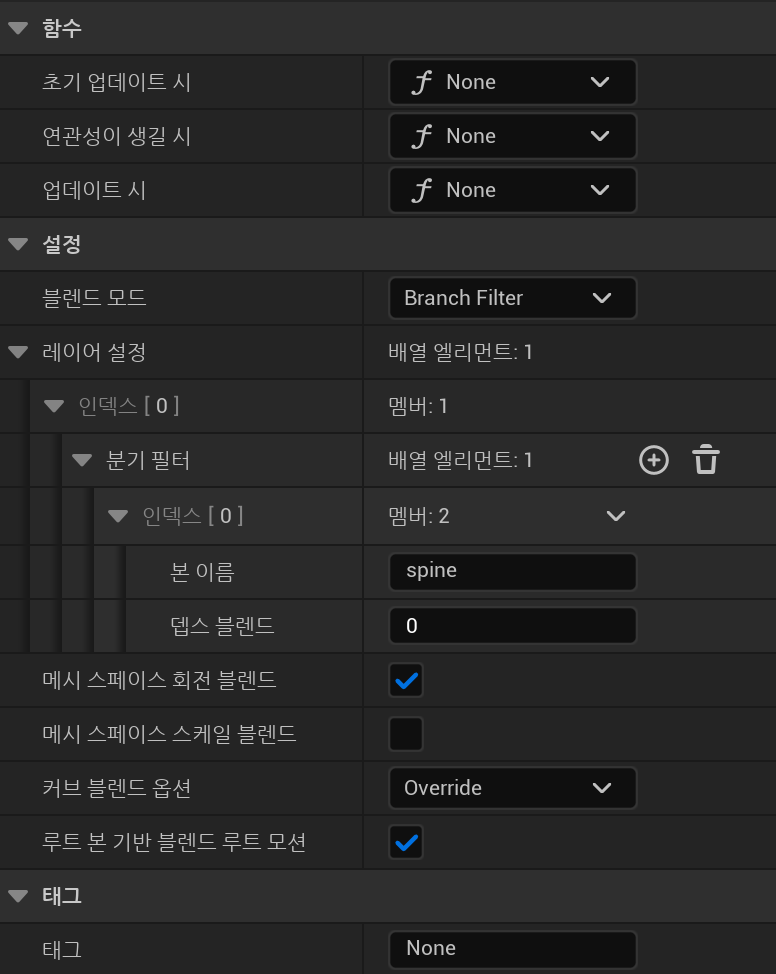 함수
초기 업데이트 시 f None
연관성이 생길 시 f None
업데이트 시 f None
설정
블렌드 모드 Branch Filter
레이어 설정 배열 엘리먼트: 1
인덱스 [ 0 ] 멤버: 1
분기 필터 배열 엘리먼트: 1
인덱스 [ 0 ] 멤버: 2
본 이름 spine
뎁스 블렌드 0
메시 스페이스 회전 블렌드
메시 스페이스 스케일 블렌드
커브 블렌드 옵션 Override
루트 본 기반 블렌드 루트 모션
태그
태그 None